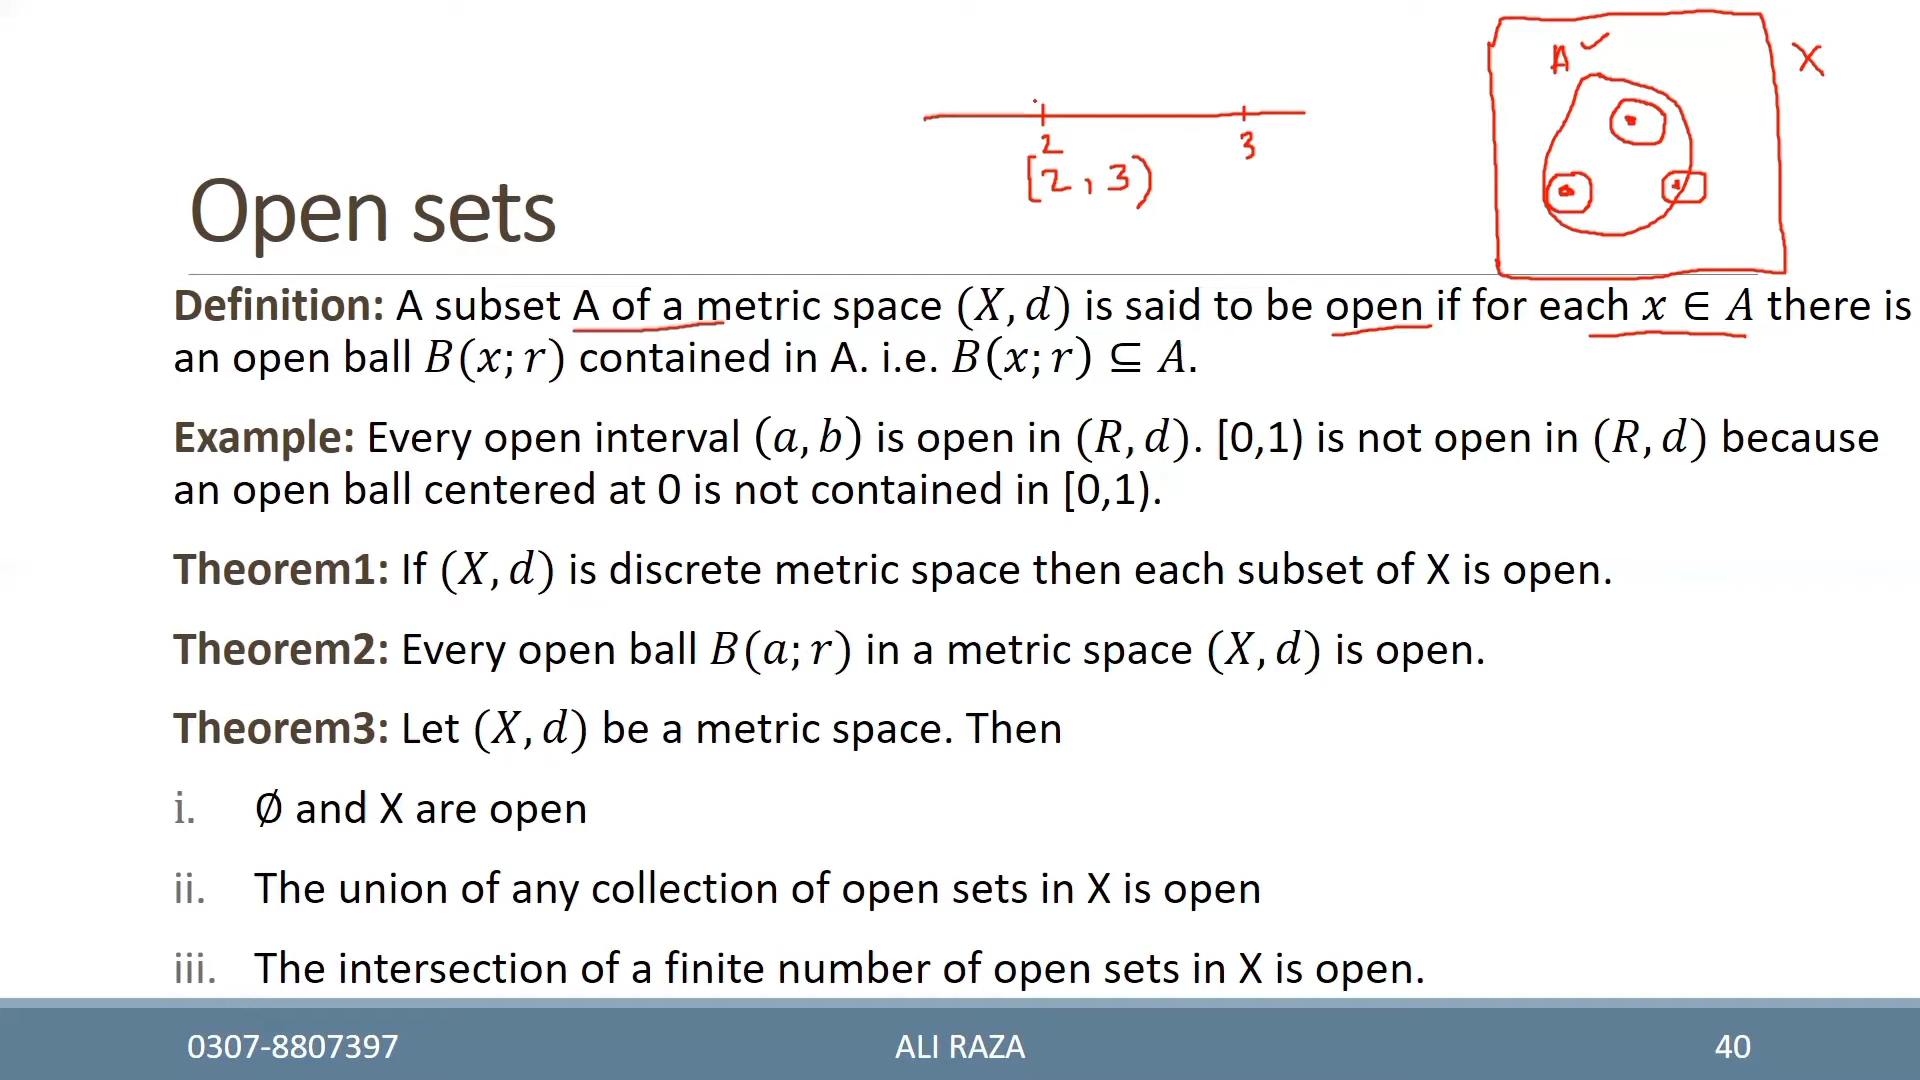 A ✓
X
2 3
[2, 3)
Open sets
Definition: A subset A of a metric space (X, d) is said to be open if for each x ∈ A there is
an open ball B(x; r) contained in A. i.e. B(x; r) ⊆ A.
Example: Every open interval (a, b) is open in (R, d). [0,1) is not open in (R, d) because
an open ball centered at 0 is not contained in [0,1).
Theorem1: If (X, d) is discrete metric space then each subset of X is open.
Theorem2: Every open ball B(a; r) in a metric space (X, d) is open.
Theorem3: Let (X, d) be a metric space. Then
i. ∅ and X are open
ii. The union of any collection of open sets in X is open
iii. The intersection of a finite number of open sets in X is open.
0307-8807397 ALI RAZA 40